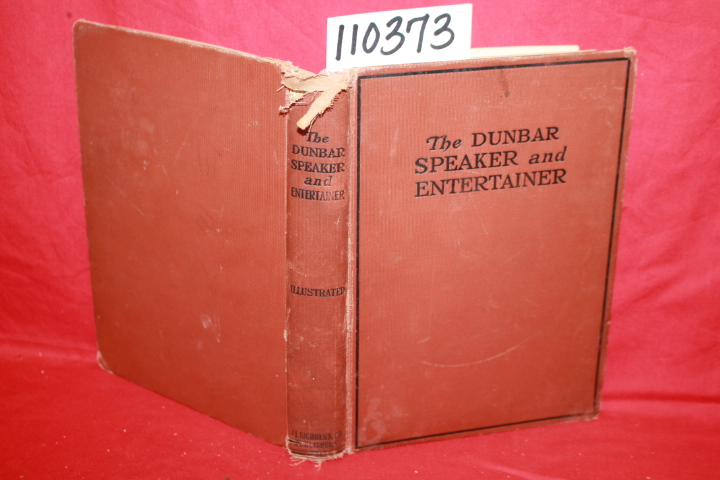 110373
The
DUNBAR
SPEAKER
and
ENTERTAINER
ILLUSTRATED
The DUNBAR
SPEAKER and
ENTERTAINER